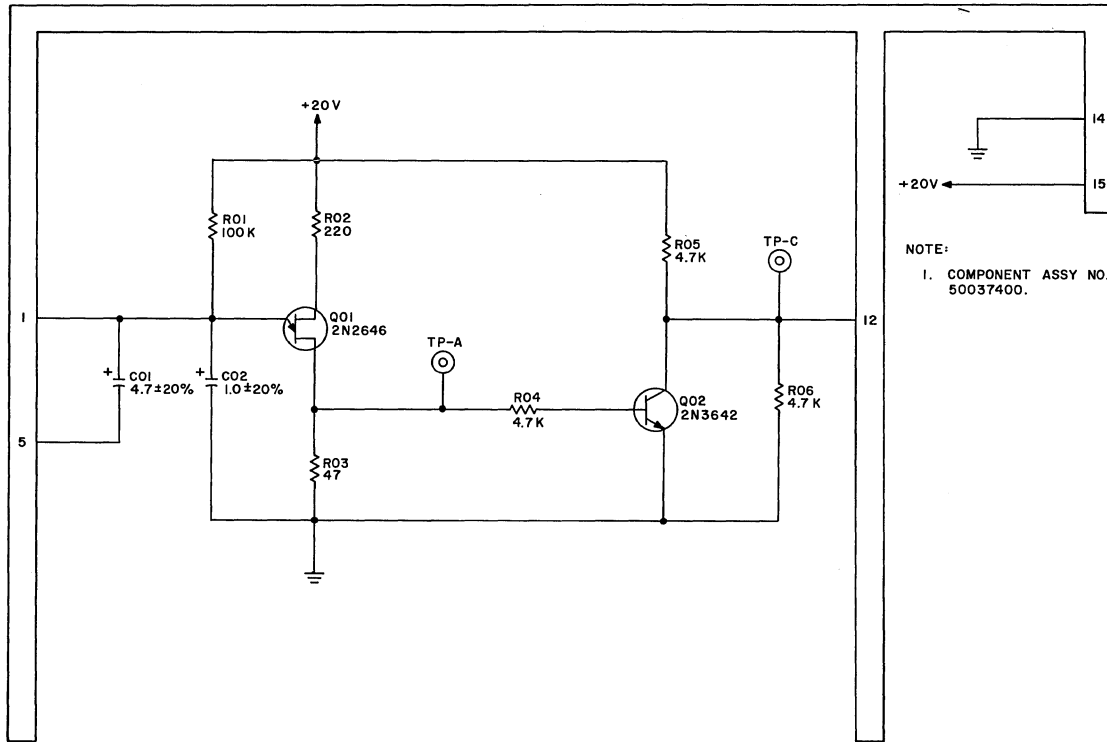 +20V
14
+20V
15
R01
100K
R02
220
R05
4.7K
TP-C
NOTE:
1. COMPONENT ASSY NO.
50037400.
1
Q01
2N2646
12
TP-A
+ C01
4.7±20%
+ C02
1.0±20%
R04
4.7K
Q02
2N3642
R06
4.7K
5
R03
47